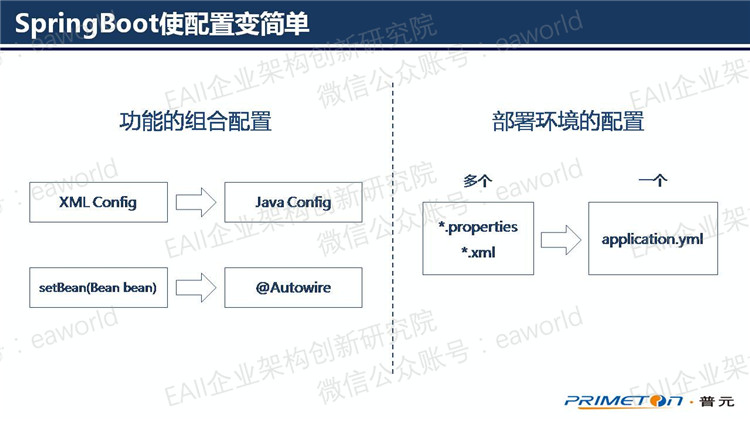 SpringBoot使配置变简单
功能的组合配置
XML Config
Java Config
setBean(Bean bean)
@Autowire
部署环境的配置
多个
一个
*.properties
*.xml
application.yml
EAII企业架构创新研究院
微信公众账号：eaworld
PRIMETON · 普元